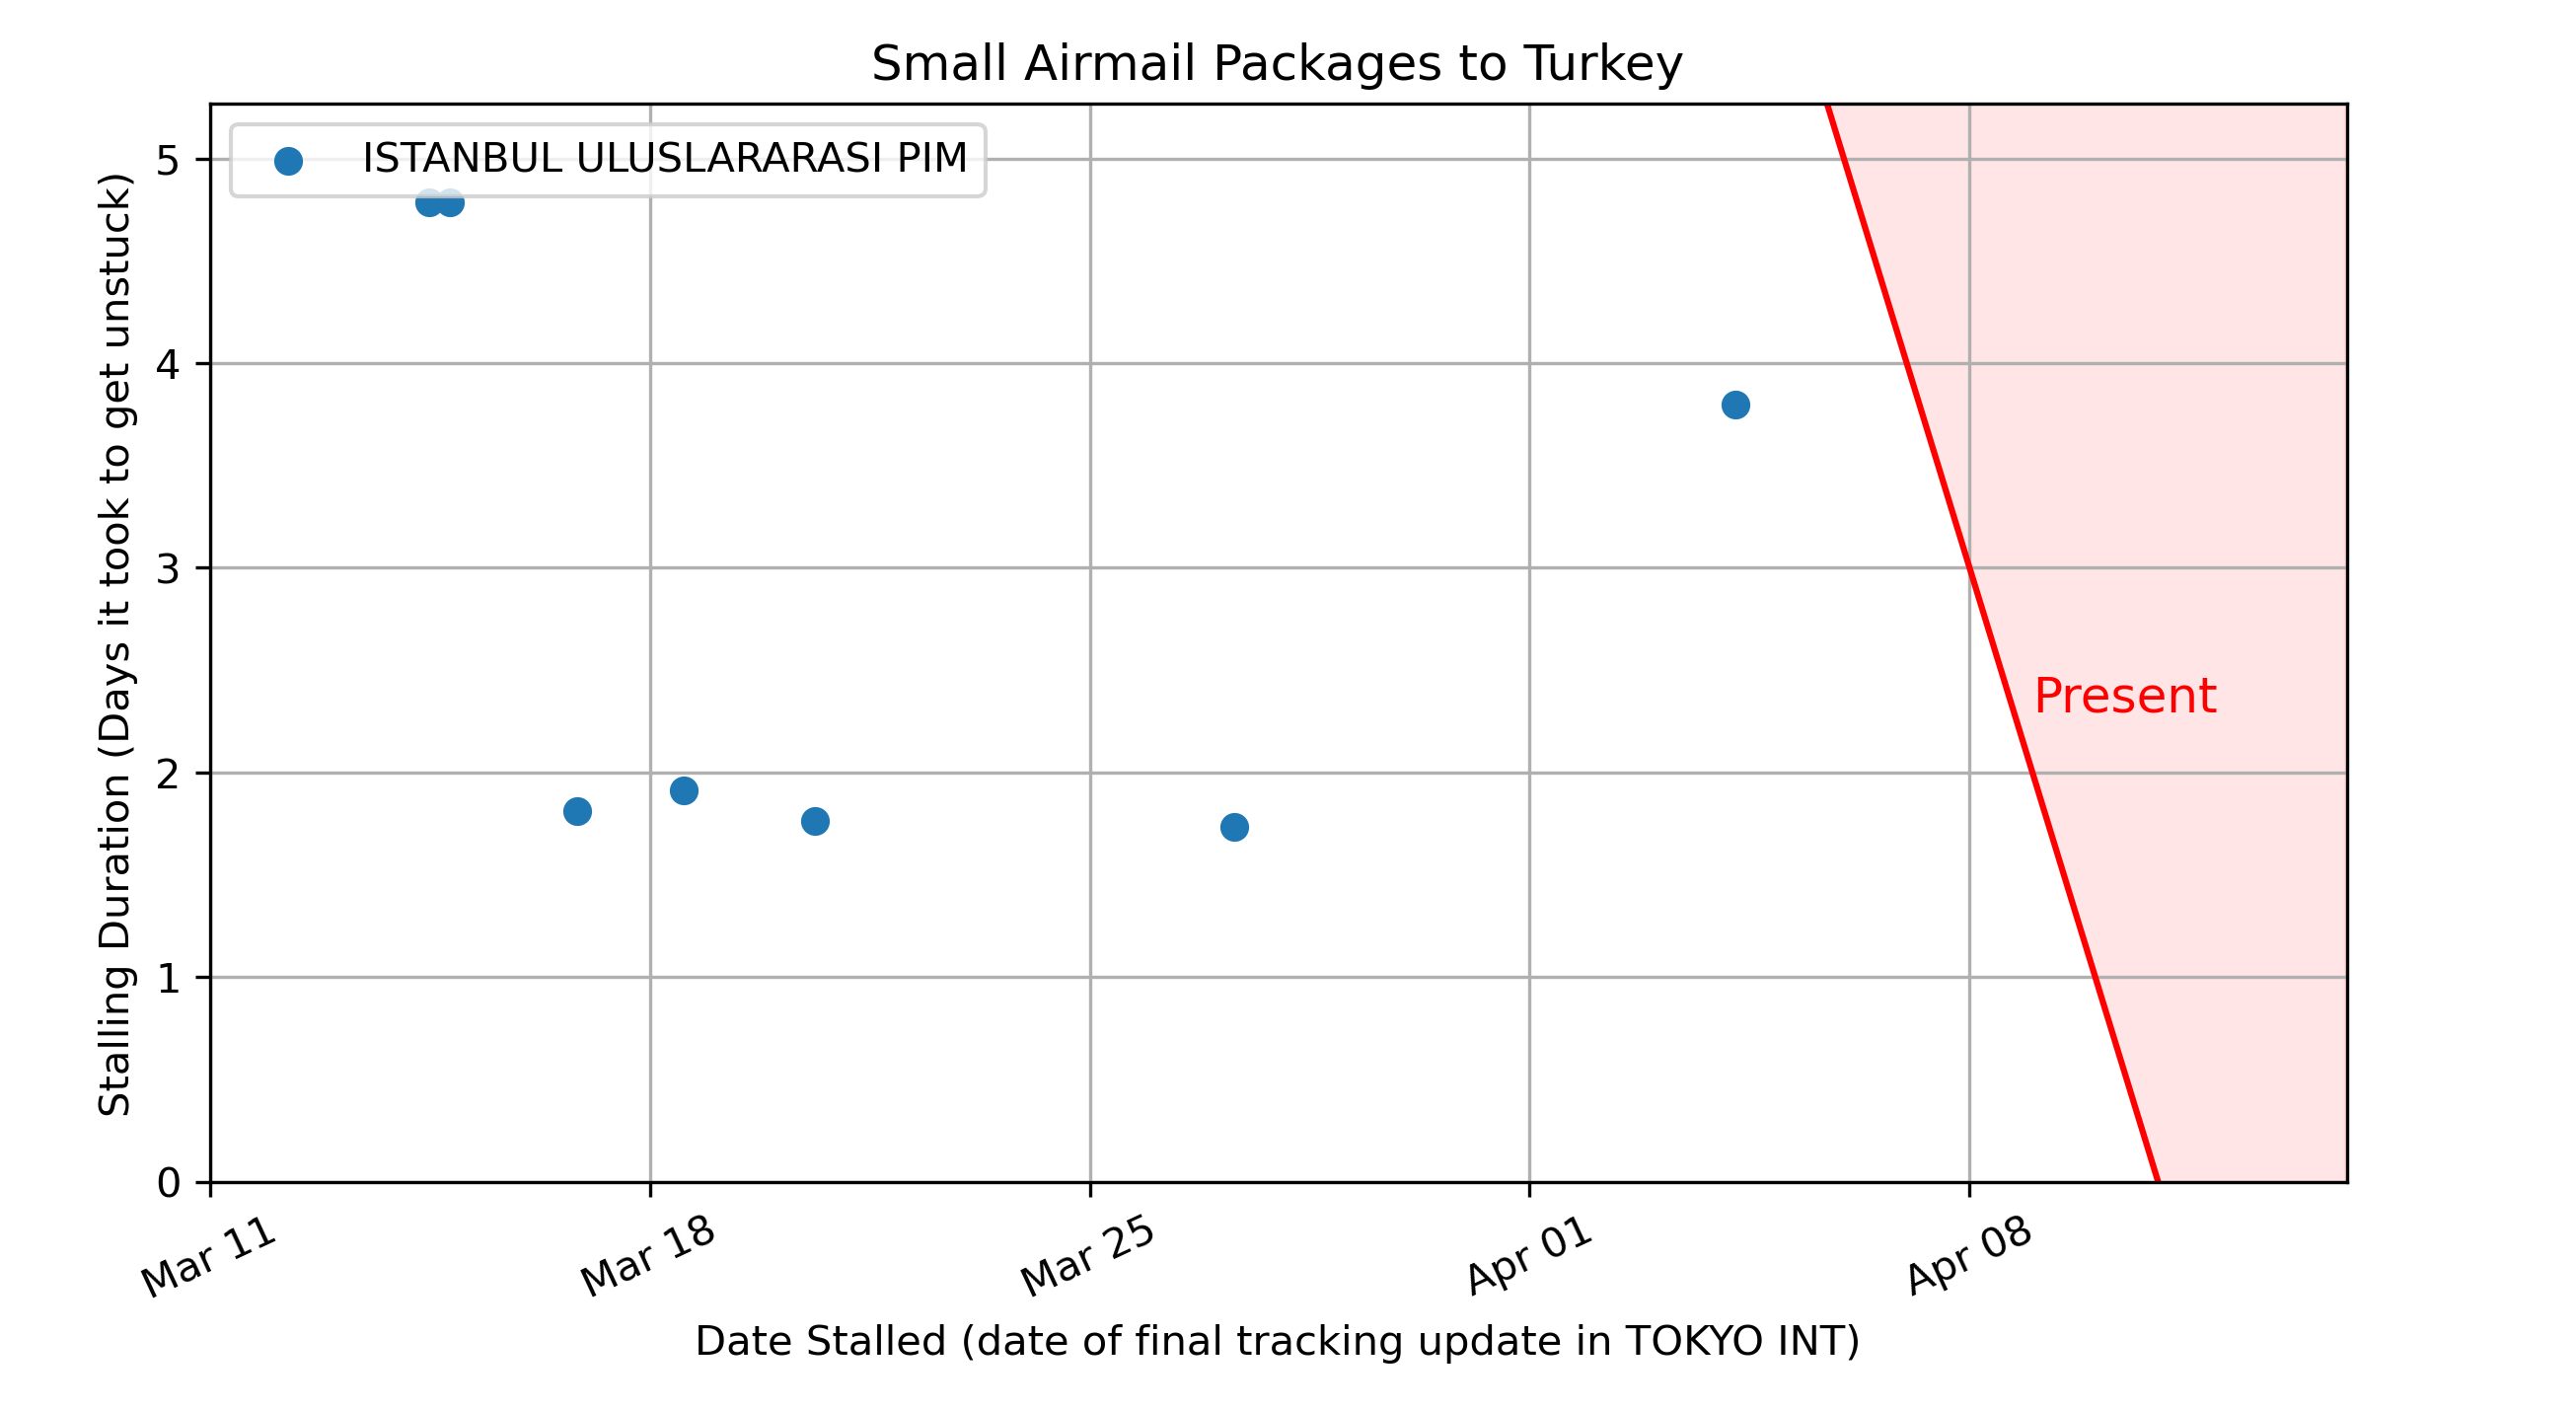 Small Airmail Packages to Turkey
ISTANBUL ULUSLARARASI PIM
Stalling Duration (Days it took to get unstuck)
5
4
3
2
1
0
Present
Mar 11
Mar 18
Mar 25
Apr 01
Apr 08
Date Stalled (date of final tracking update in TOKYO INT)